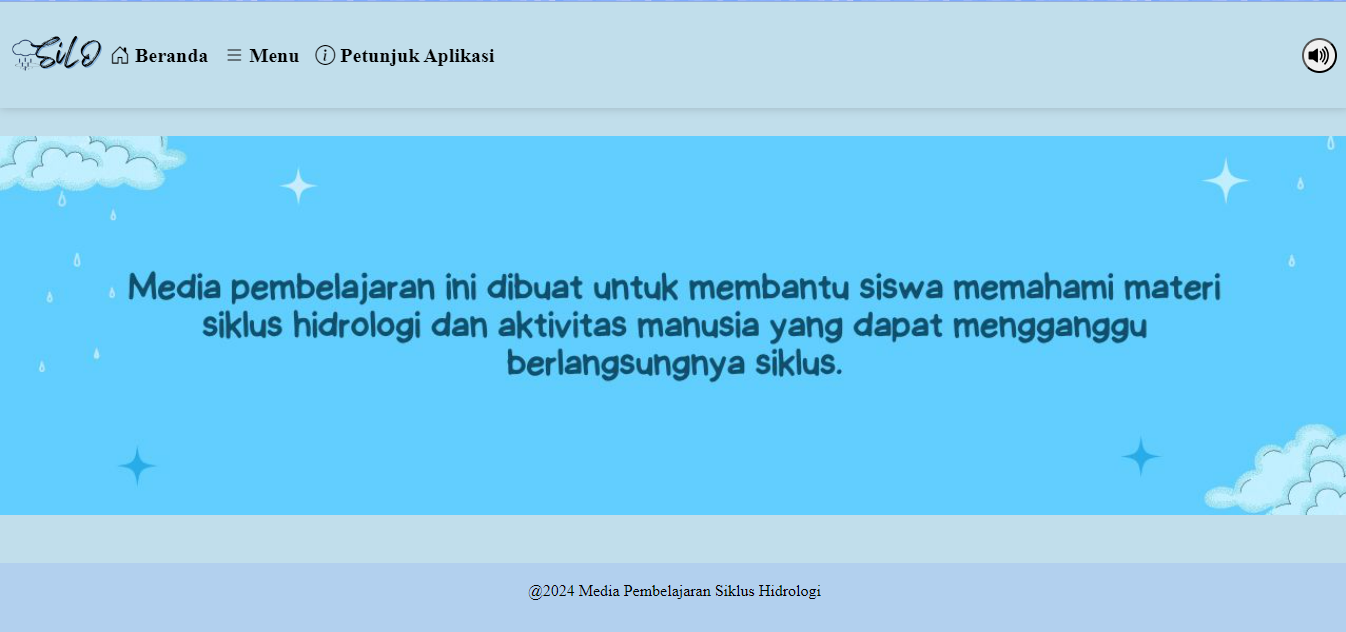 SiLO Beranda Menu Petunjuk Aplikasi
Media pembelajaran ini dibuat untuk membantu siswa memahami materi
siklus hidrologi dan aktivitas manusia yang dapat mengganggu
berlangsungnya siklus.
@2024 Media Pembelajaran Siklus Hidrologi